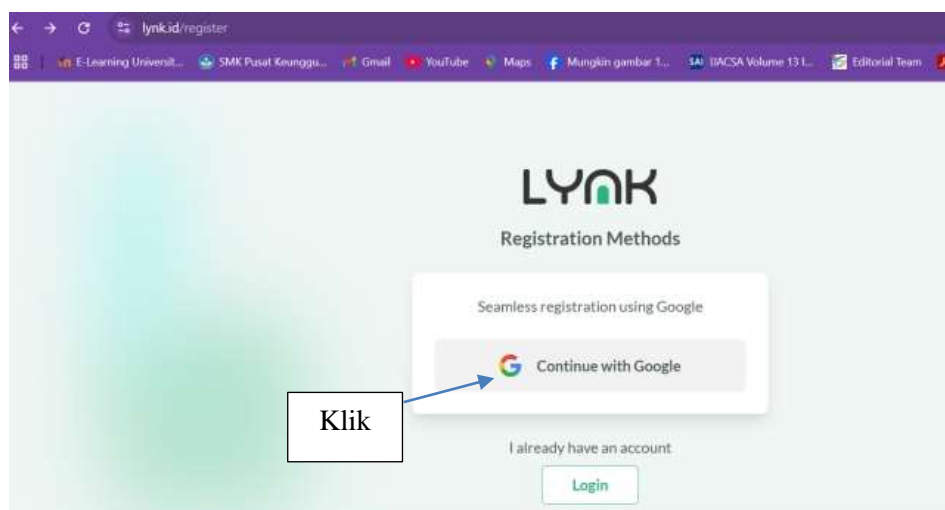 lynk.id/register
E-Learning Universit... SMK Pusat Keunggu... Gmail YouTube Maps Mungkin gambar 1... SAI IJACSA Volume 13 I... Editorial Team
LYNK
Registration Methods
Seamless registration using Google
Continue with Google
Klik
I already have an account
Login